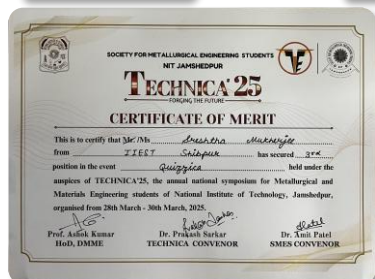 SOCIETY FOR METALLURGICAL ENGINEERING STUDENTS
NIT JAMSHEDPUR
TECHNICA'25
FORGING THE FUTURE
CERTIFICATE OF MERIT
This is to certify that Mr./Ms Sreshtha Mukherjee
from IIEST Shibpur has secured 3rd
position in the event Quizzica held under the
auspices of TECHNICA'25, the annual national symposium for Metallurgical and
Materials Engineering students of National Institute of Technology, Jamshedpur,
organised from 28th March - 30th March, 2025.
Prof. Ashok Kumar
HoD, DMME
Dr. Prakash Sarkar
TECHNICA CONVENOR
Dr. Amit Patel
SMES CONVENOR